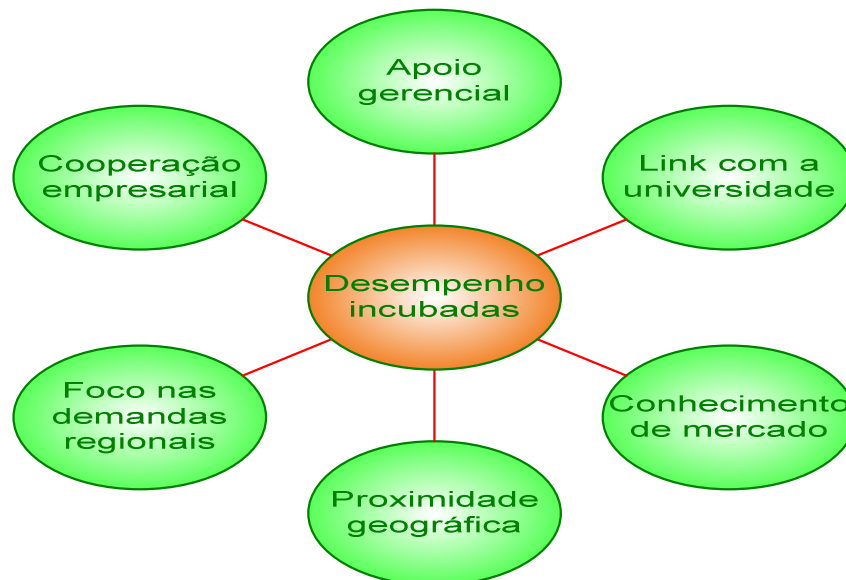 Apoio
gerencial
Cooperação
empresarial
Link com a
universidade
Desempenho
incubadas
Foco nas
demandas
regionais
Conhecimento
de mercado
Proximidade
geográfica